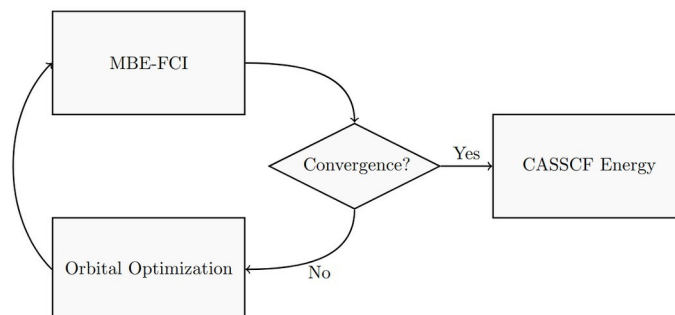 MBE-FCI
Convergence?
Yes
CASSCF Energy
Orbital Optimization
No